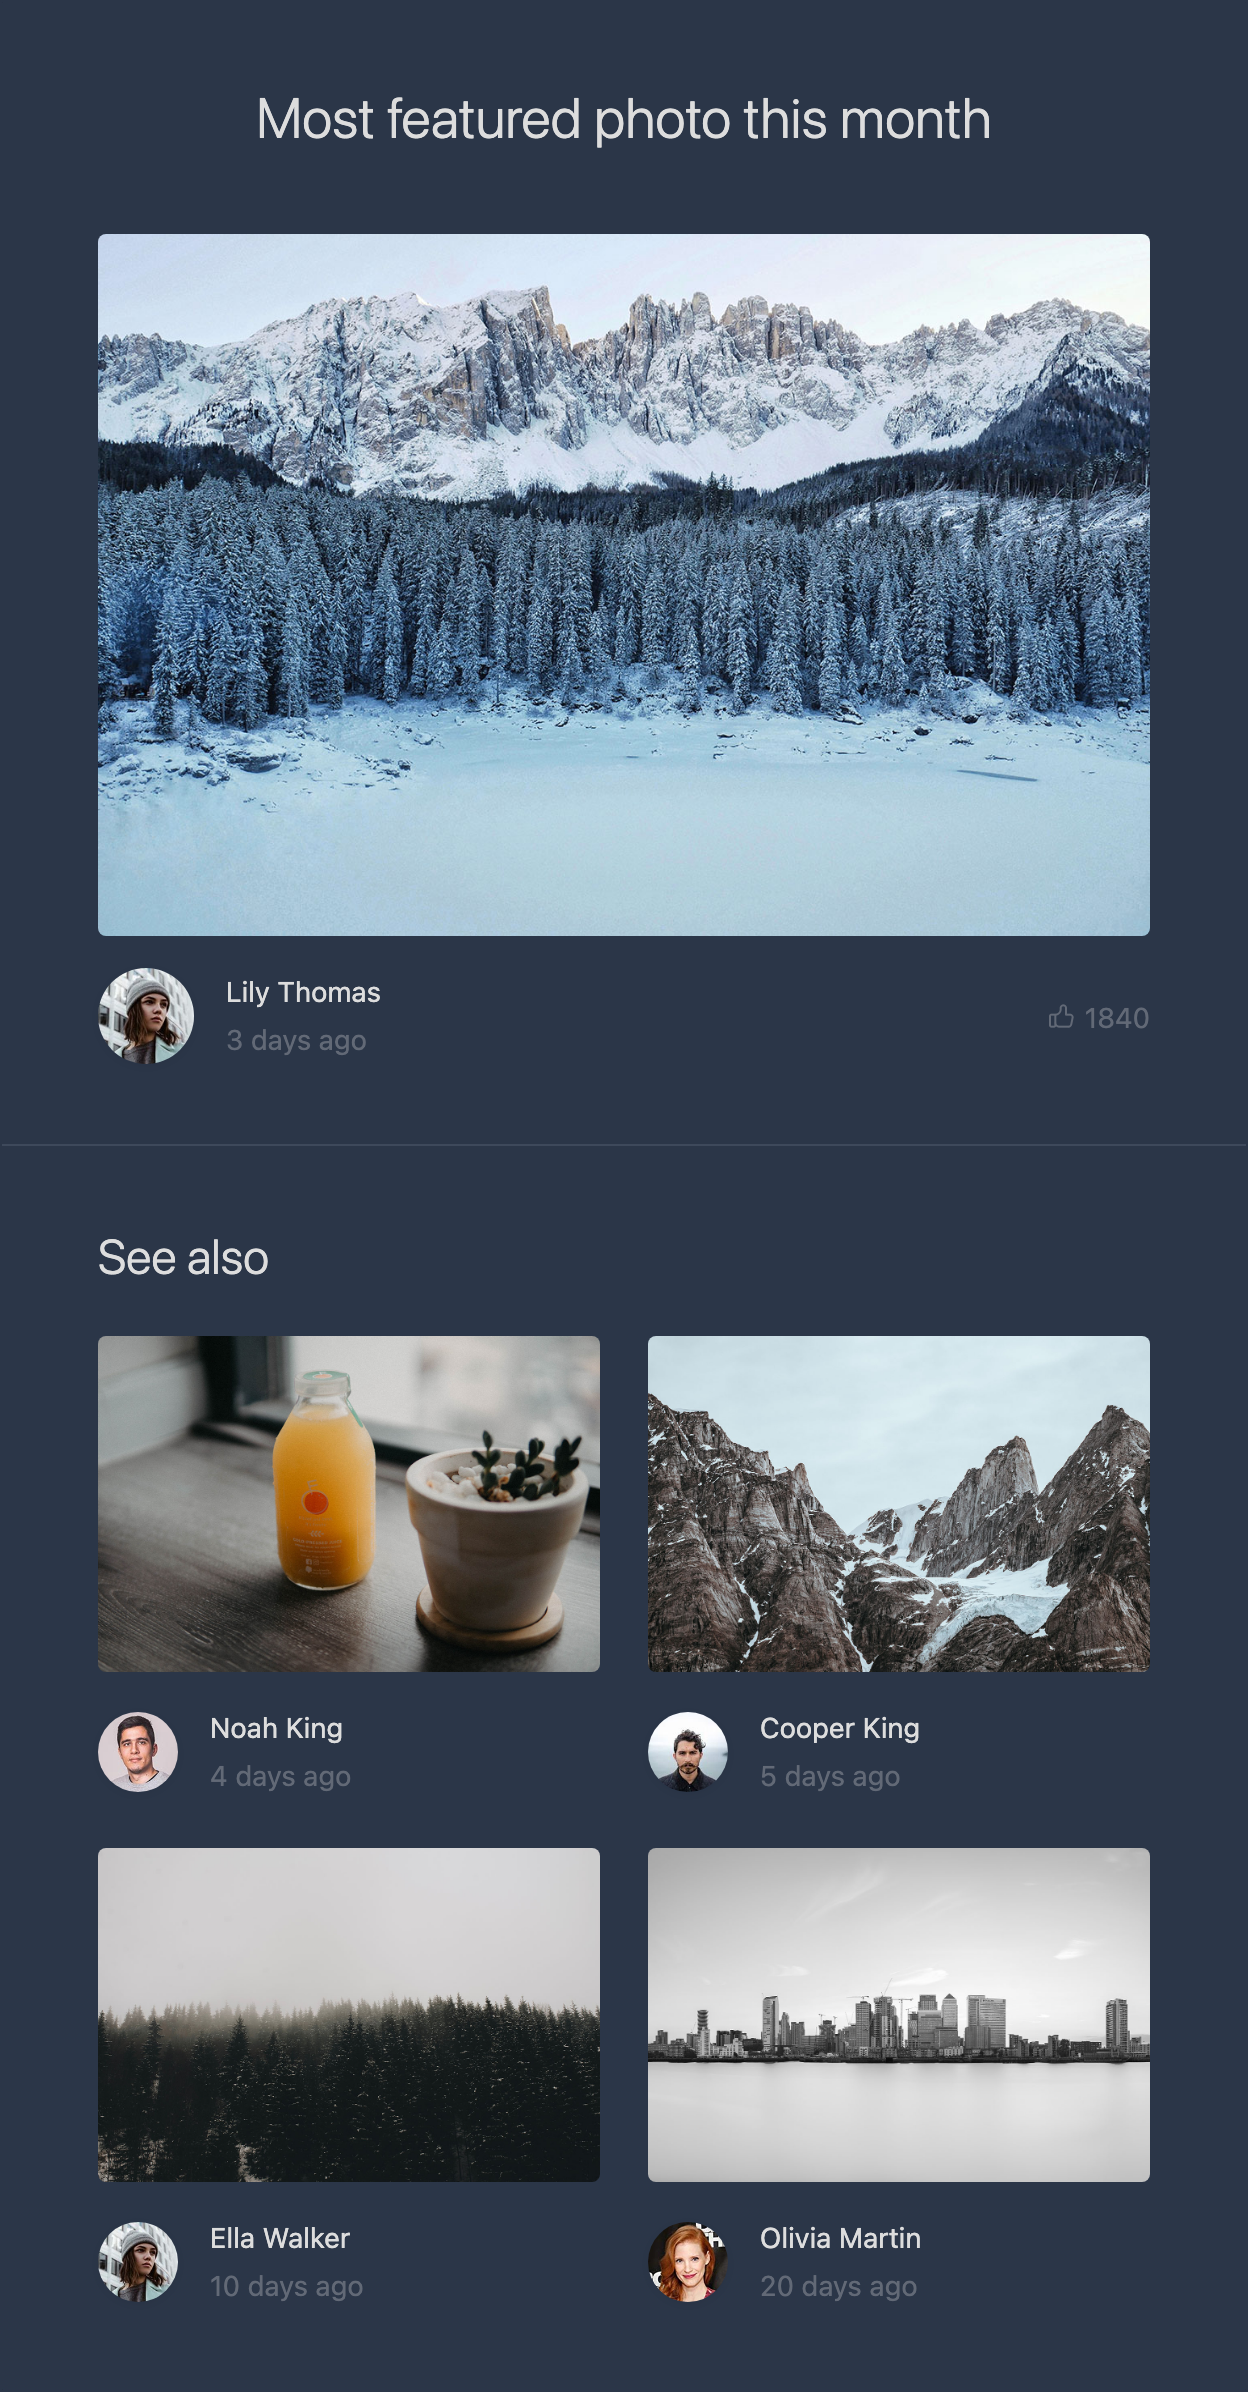 Most featured photo this month
Lily Thomas
3 days ago
1840
See also
Noah King
4 days ago
Cooper King
5 days ago
Ella Walker
10 days ago
Olivia Martin
20 days ago